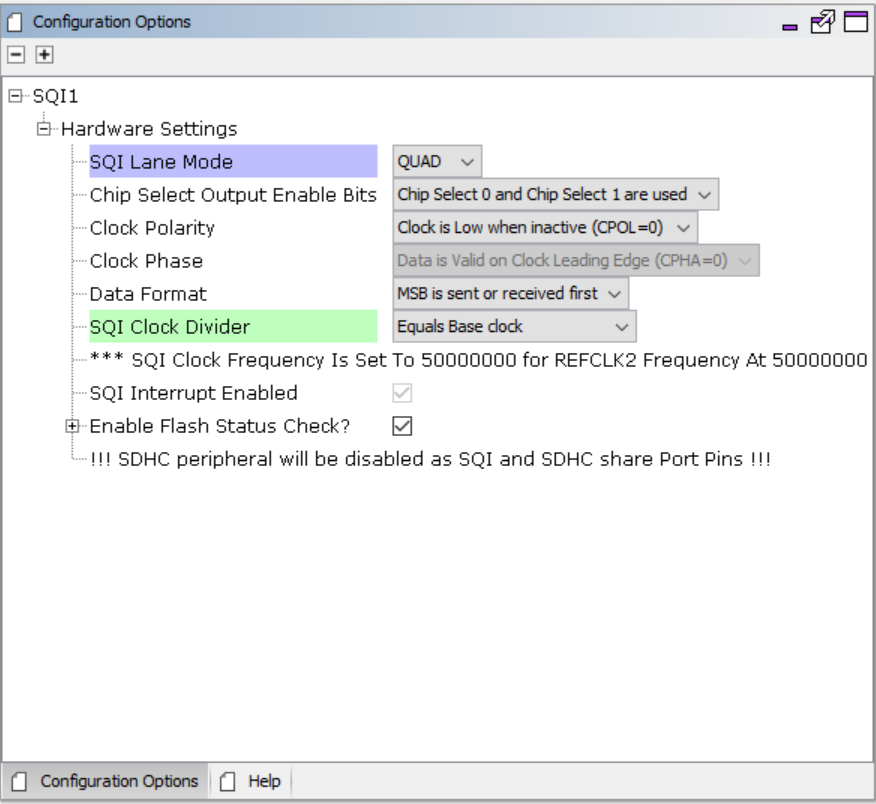 Configuration Options
SQI1
Hardware Settings
SQI Lane Mode QUAD
Chip Select Output Enable Bits Chip Select 0 and Chip Select 1 are used
Clock Polarity Clock is Low when inactive (CPOL=0)
Clock Phase Data is Valid on Clock Leading Edge (CPHA=0)
Data Format MSB is sent or received first
SQI Clock Divider Equals Base clock
*** SQI Clock Frequency Is Set To 50000000 for REFCLK2 Frequency At 50000000
SQI Interrupt Enabled
Enable Flash Status Check?
!!! SDHC peripheral will be disabled as SQI and SDHC share Port Pins !!!
Configuration Options Help